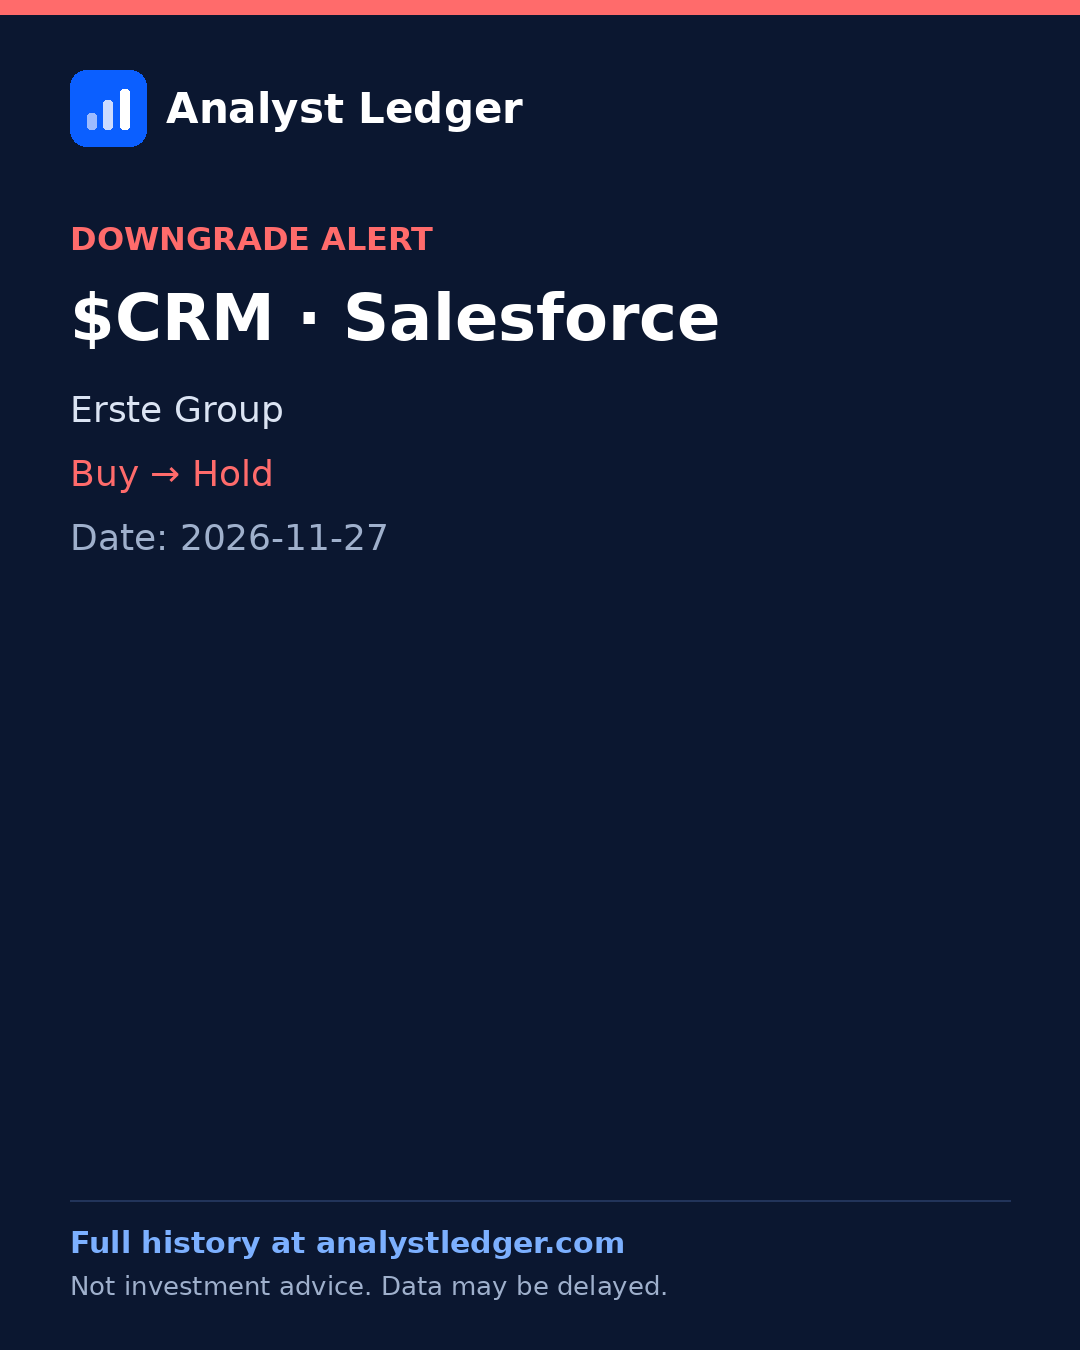 Analyst Ledger
DOWNGRADE ALERT
$CRM · Salesforce
Erste Group
Buy → Hold
Date: 2026-11-27
Full history at analystledger.com
Not investment advice. Data may be delayed.